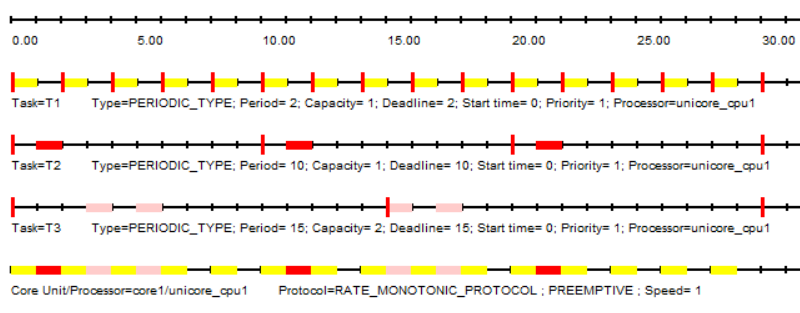 0.00 5.00 10.00 15.00 20.00 25.00 30.00
Task=T1 Type=PERIODIC_TYPE; Period= 2; Capacity= 1; Deadline= 2; Start time= 0; Priority= 1; Processor=unicore_cpu1
Task=T2 Type=PERIODIC_TYPE; Period= 10; Capacity= 1; Deadline= 10; Start time= 0; Priority= 1; Processor=unicore_cpu1
Task=T3 Type=PERIODIC_TYPE; Period= 15; Capacity= 2; Deadline= 15; Start time= 0; Priority= 1; Processor=unicore_cpu1
Core Unit/Processor=core1/unicore_cpu1 Protocol=RATE_MONOTONIC_PROTOCOL ; PREEMPTIVE ; Speed= 1